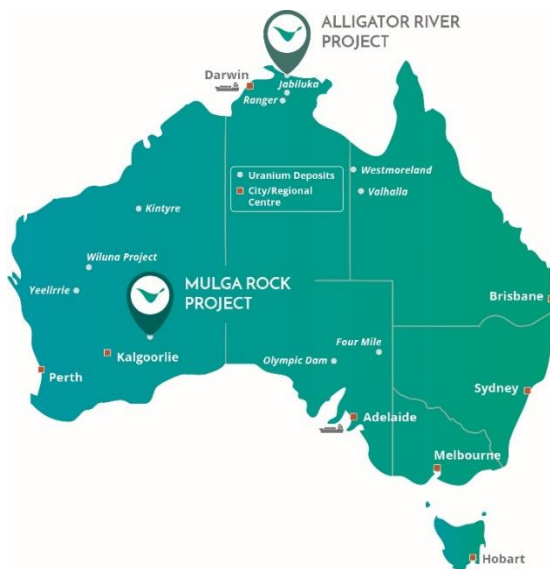 ALLIGATOR RIVER
PROJECT
Darwin
Jabiluka
Ranger
Uranium Deposits
City/Regional
Centre
Westmoreland
Valhalla
Kintyre
Wiluna Project
Yeelirrie
MULGA ROCK
PROJECT
Brisbane
Four Mile
Kalgoorlie
Olympic Dam
Perth
Sydney
Adelaide
Melbourne
Hobart